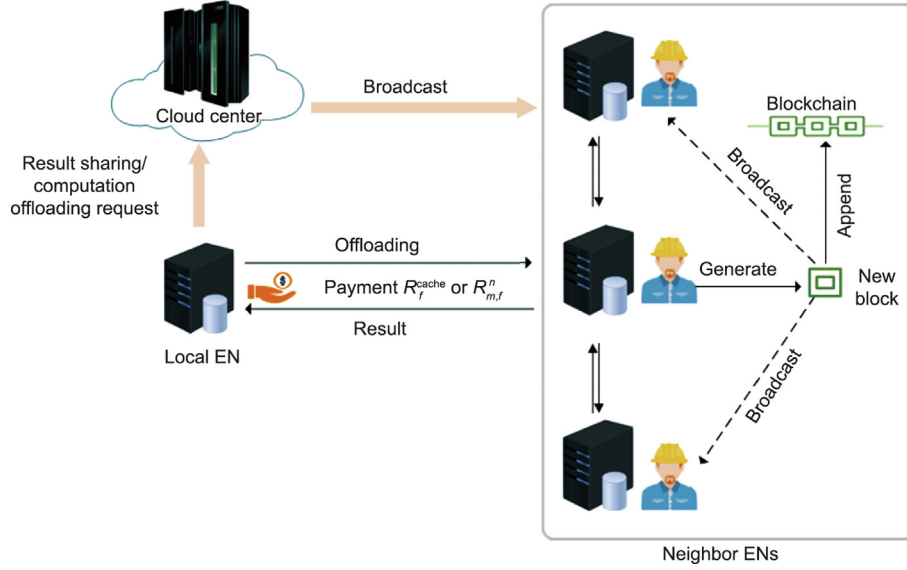 Cloud center
Broadcast
Blockchain
Result sharing/
computation
offloading request
Broadcast
Append
Offloading
Generate
Payment R_f^cache or R_m,f^n
New
block
Result
Local EN
Broadcast
Neighbor ENs